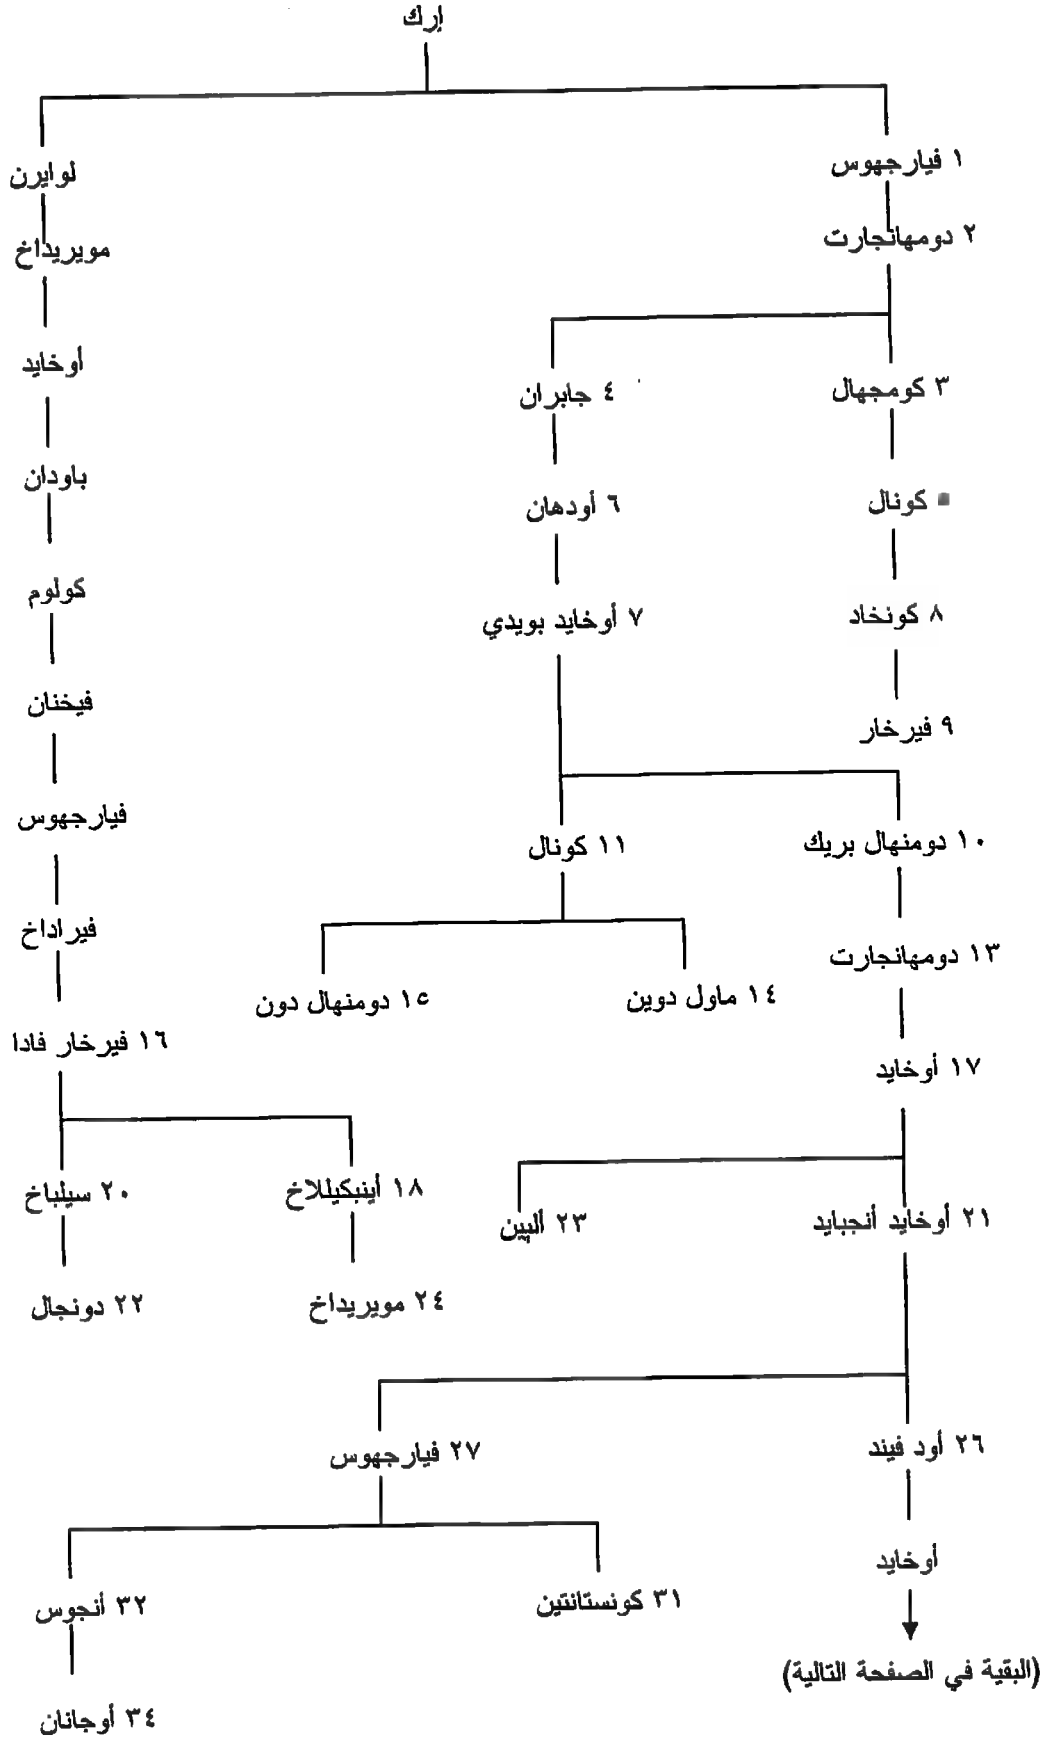 إرك
١ فيارجهوس
لوايرن
٢ دومهانجارت
مويريداخ
أوخايد
٣ كومجهال
٤ جابران
باودان
كونال
٦ أودهان
كولوم
٨ كونخاد
٧ أوخايد بويدي
فيخنان
٩ فيرخار
فيارجهوس
١٠ دومنهال بريك
١١ كونال
فيراداخ
١٣ دومهانجارت
١٤ ماول دوين
١٥ دومنهال دون
١٦ فيرخار فادا
١٧ أوخايد
١٨ أينبكيللاخ
٢٠ سيلباخ
٢١ أوخايد أنجبايد
٢٣ ألبين
٢٤ مويريداخ
٢٢ دونجال
٢٦ أود فيند
٢٧ فيارجهوس
أوخايد
٣١ كونستانتين
٣٢ أنجوس
(البقية في الصفحة التالية)
٣٤ أوجانان